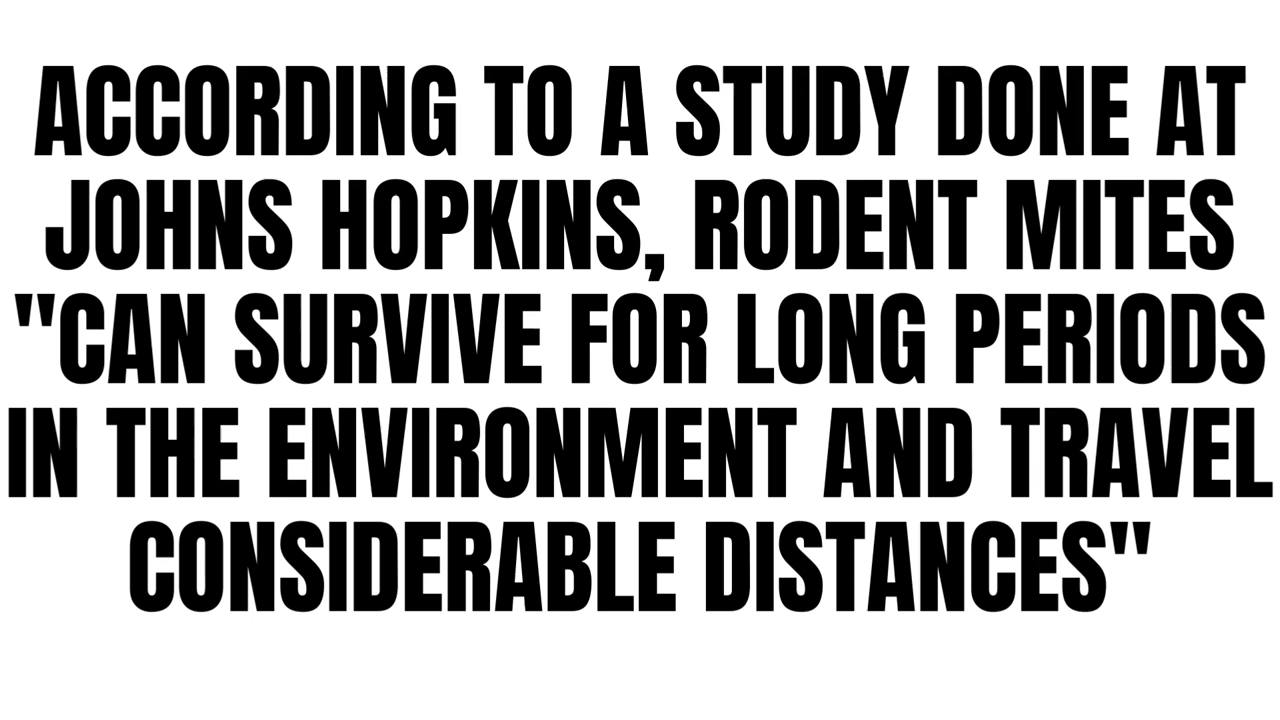 ACCORDING TO A STUDY DONE AT
JOHNS HOPKINS, RODENT MITES
"CAN SURVIVE FOR LONG PERIODS
IN THE ENVIRONMENT AND TRAVEL
CONSIDERABLE DISTANCES"